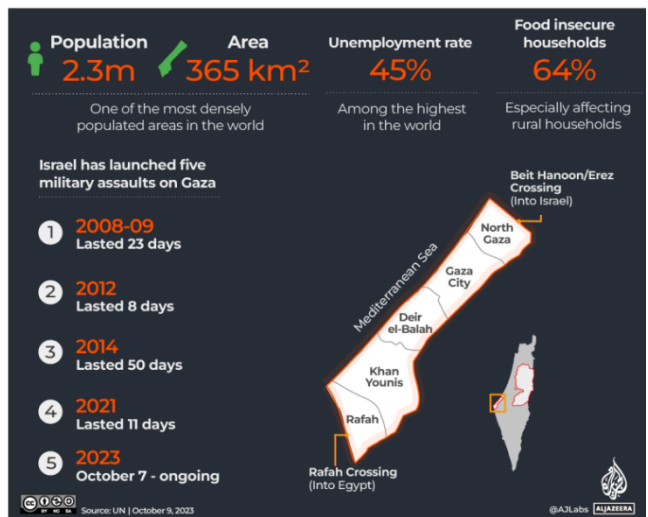 Population
2.3m
Area
365 km²
One of the most densely
populated areas in the world
Unemployment rate
45%
Among the highest
in the world
Food insecure
households
64%
Especially affecting
rural households
Israel has launched five
military assaults on Gaza
1
2008-09
Lasted 23 days
2
2012
Lasted 8 days
3
2014
Lasted 50 days
4
2021
Lasted 11 days
5
2023
October 7 - ongoing
Beit Hanoon/Erez
Crossing
(Into Israel)
North
Gaza
Gaza
City
Mediterranean Sea
Deir
el-Balah
Khan
Younis
Rafah
Rafah Crossing
(Into Egypt)
cc
BY NC SA
Source: UN | October 9, 2023
@AJLabs
ALJAZEERA